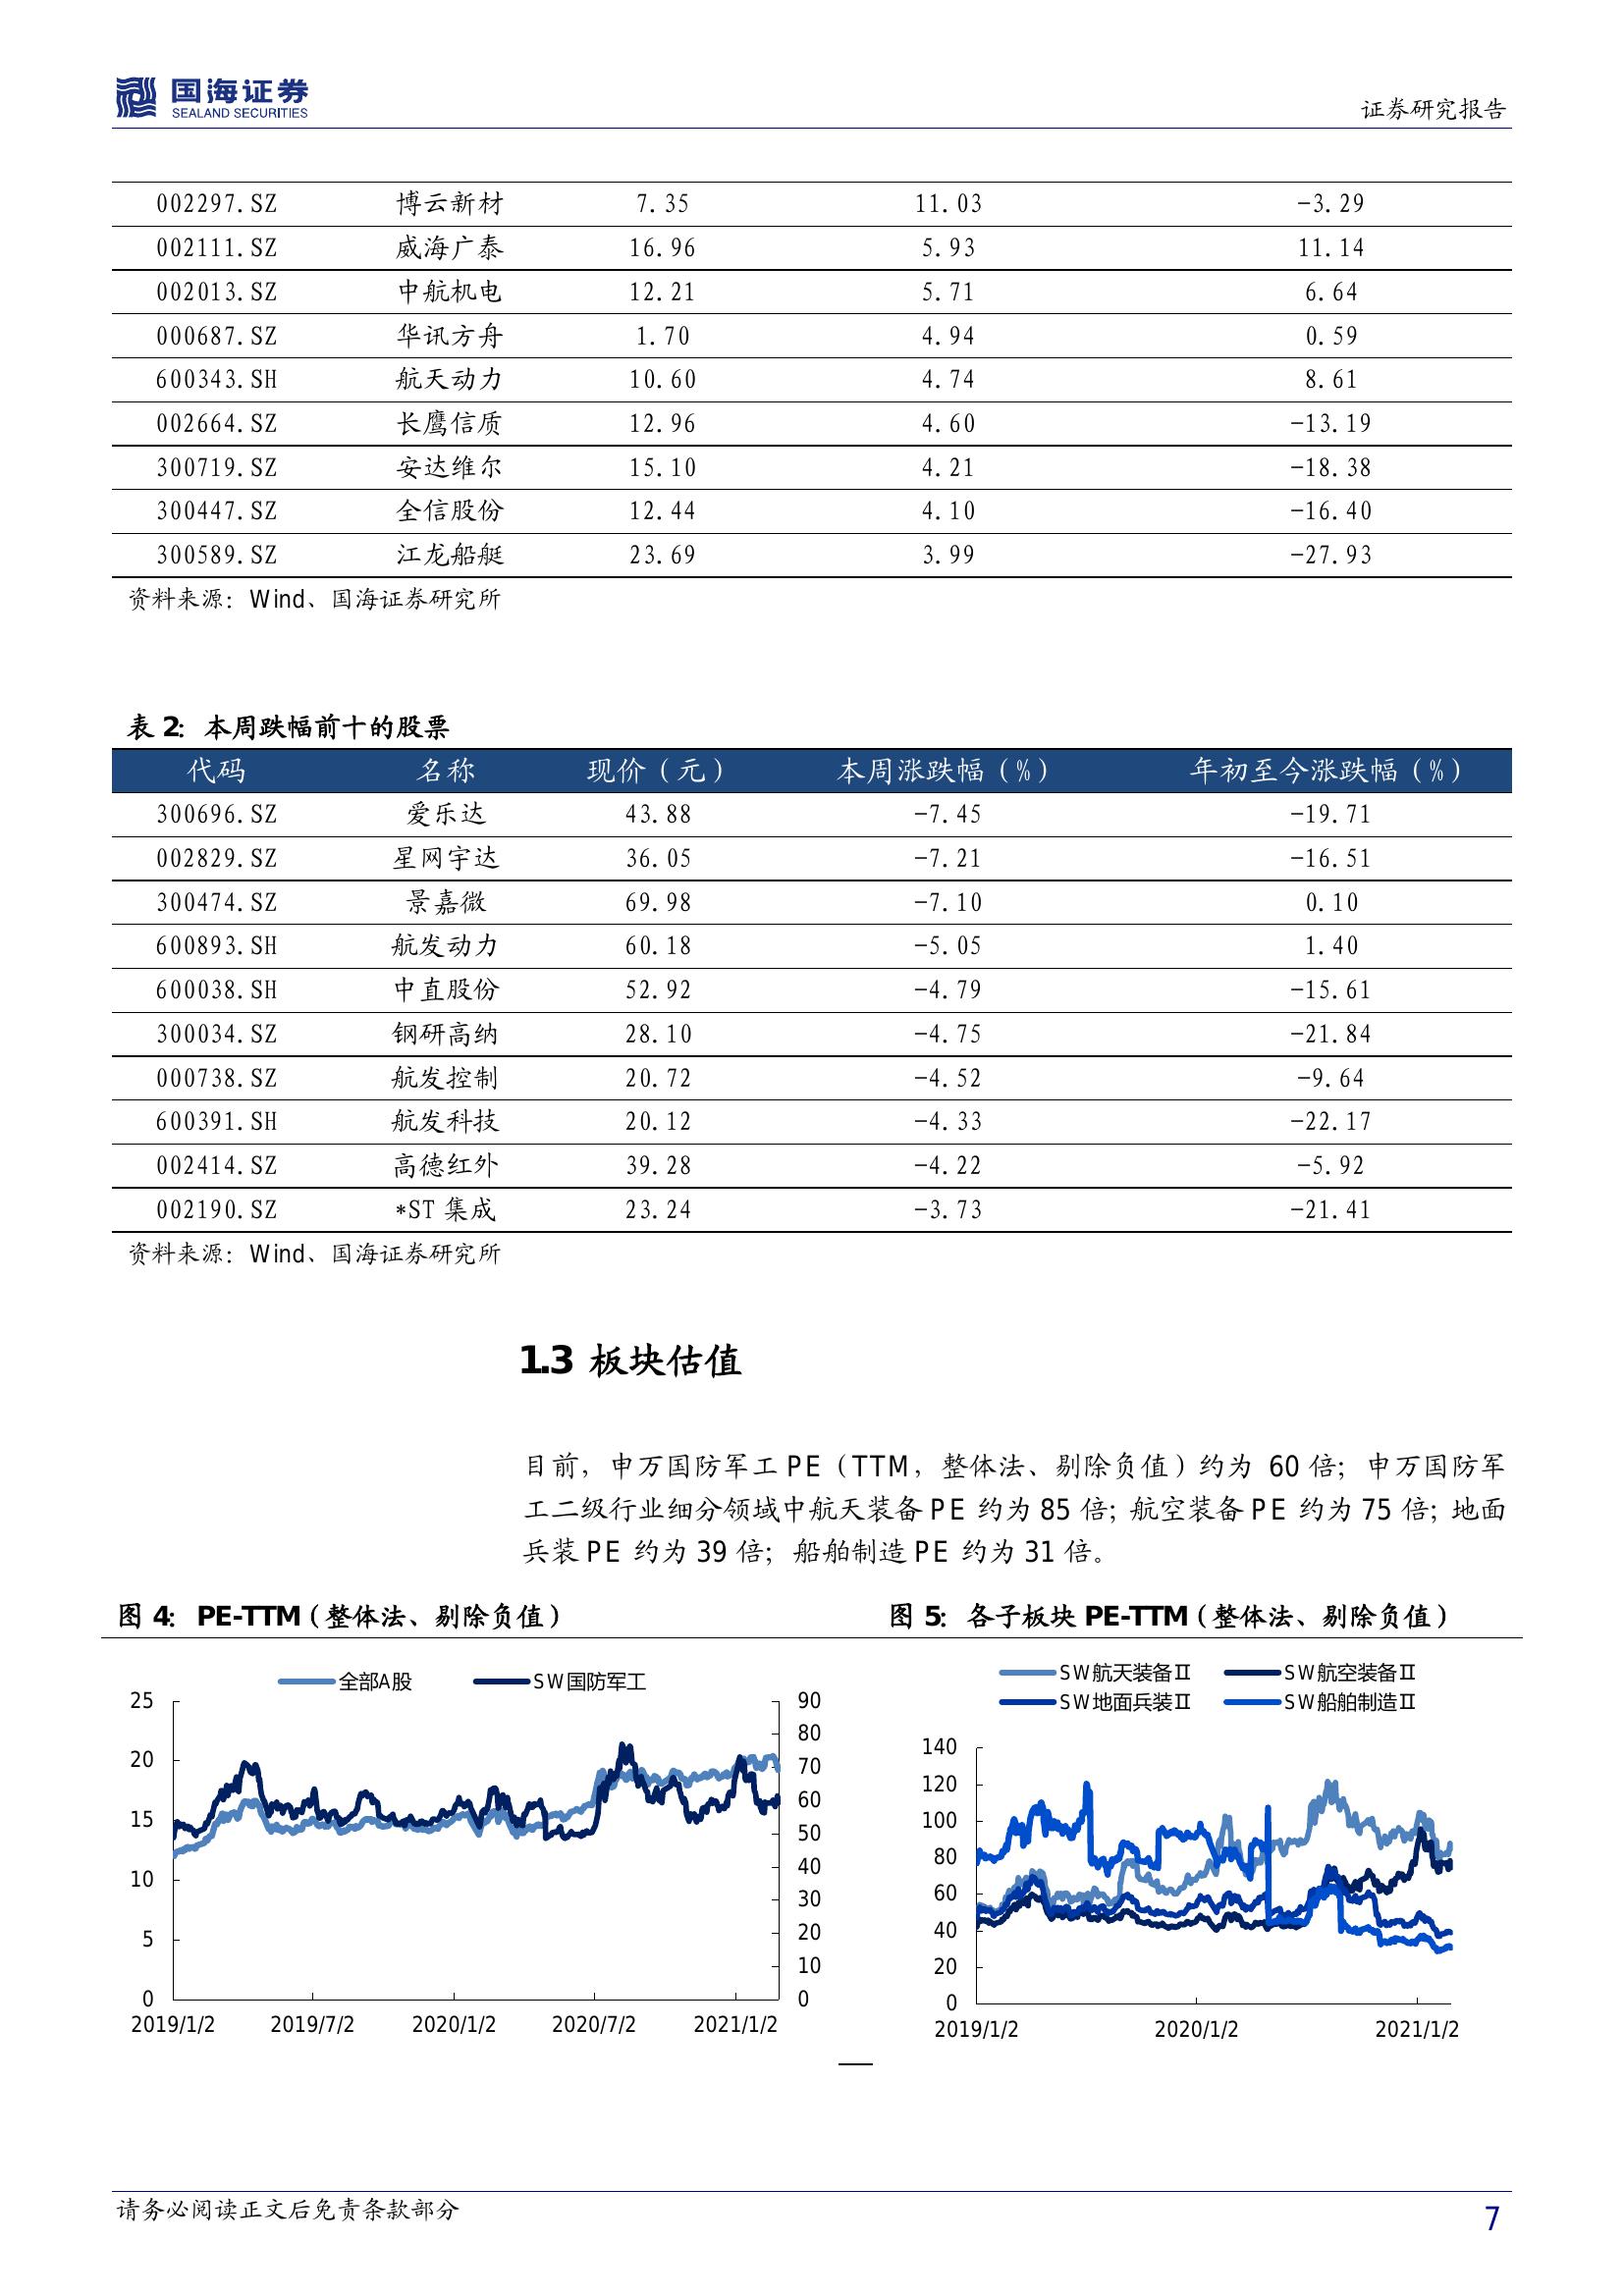 国海证券
SEALAND SECURITIES
证券研究报告
002297.SZ 博云新材 7.35 11.03 -3.29
002111.SZ 威海广泰 16.96 5.93 11.14
002013.SZ 中航机电 12.21 5.71 6.64
000687.SZ 华讯方舟 1.70 4.94 0.59
600343.SH 航天动力 10.60 4.74 8.61
002664.SZ 长鹰信质 12.96 4.60 -13.19
300719.SZ 安达维尔 15.10 4.21 -18.38
300447.SZ 全信股份 12.44 4.10 -16.40
300589.SZ 江龙船艇 23.69 3.99 -27.93
资料来源：Wind、国海证券研究所
表 2：本周跌幅前十的股票
代码 名称 现价（元） 本周涨跌幅（%） 年初至今涨跌幅（%）
300696.SZ 爱乐达 43.88 -7.45 -19.71
002829.SZ 星网宇达 36.05 -7.21 -16.51
300474.SZ 景嘉微 69.98 -7.10 0.10
600893.SH 航发动力 60.18 -5.05 1.40
600038.SH 中直股份 52.92 -4.79 -15.61
300034.SZ 钢研高纳 28.10 -4.75 -21.84
000738.SZ 航发控制 20.72 -4.52 -9.64
600391.SH 航发科技 20.12 -4.33 -22.17
002414.SZ 高德红外 39.28 -4.22 -5.92
002190.SZ *ST 集成 23.24 -3.73 -21.41
资料来源：Wind、国海证券研究所
1.3 板块估值
目前，申万国防军工 PE（TTM，整体法、剔除负值）约为 60 倍；申万国防军
工二级行业细分领域中航天装备 PE 约为 85 倍；航空装备 PE 约为 75 倍；地面
兵装 PE 约为 39 倍；船舶制造 PE 约为 31 倍。
图 4：PE-TTM（整体法、剔除负值）
全部A股 SW国防军工
25 90
80
20 70
60
15 50
40
10 30
5 20
10
0 0
2019/1/2 2019/7/2 2020/1/2 2020/7/2 2021/1/2
图 5：各子板块 PE-TTM（整体法、剔除负值）
SW航天装备Ⅱ SW航空装备Ⅱ
SW地面兵装Ⅱ SW船舶制造Ⅱ
140
120
100
80
60
40
20
0
2019/1/2 2020/1/2 2021/1/2
请务必阅读正文后免责条款部分
7